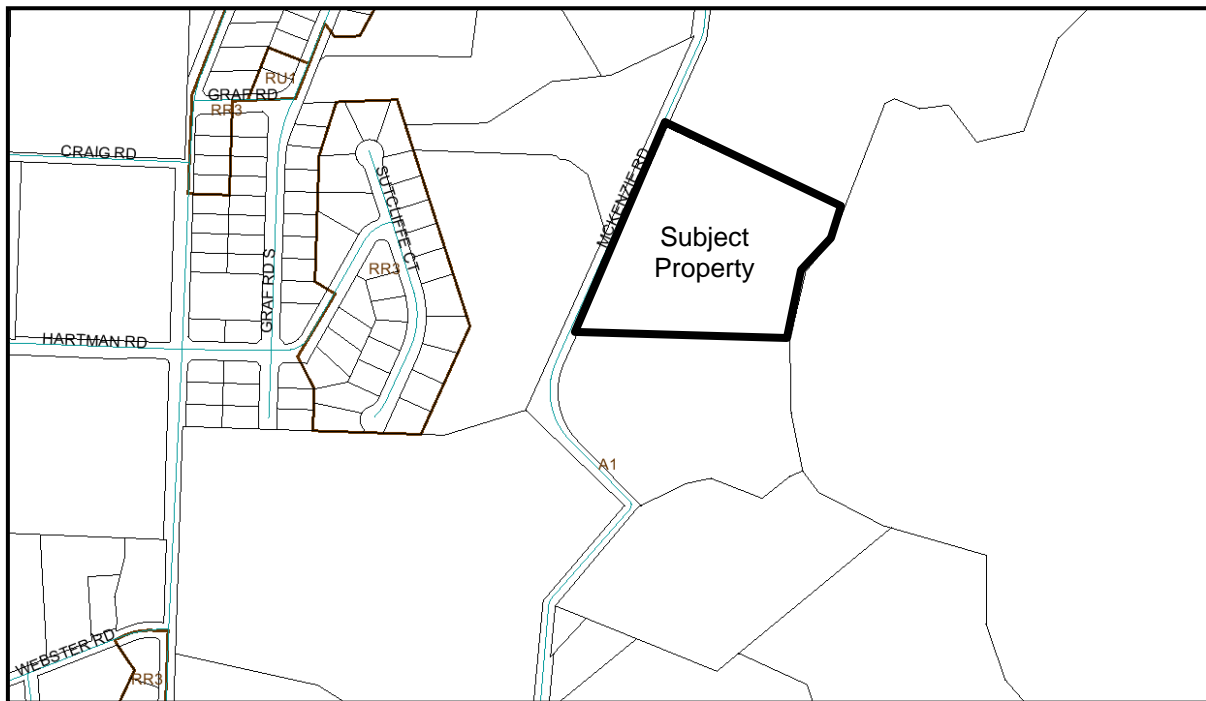 RU1
GRAF RD
RR3
CRAIG RD
SUTCLIFFE CT
MCKENZIE RD
Subject
Property
RR3
GRAF RD S
HARTMAN RD
A1
WEBSTER RD
RR3